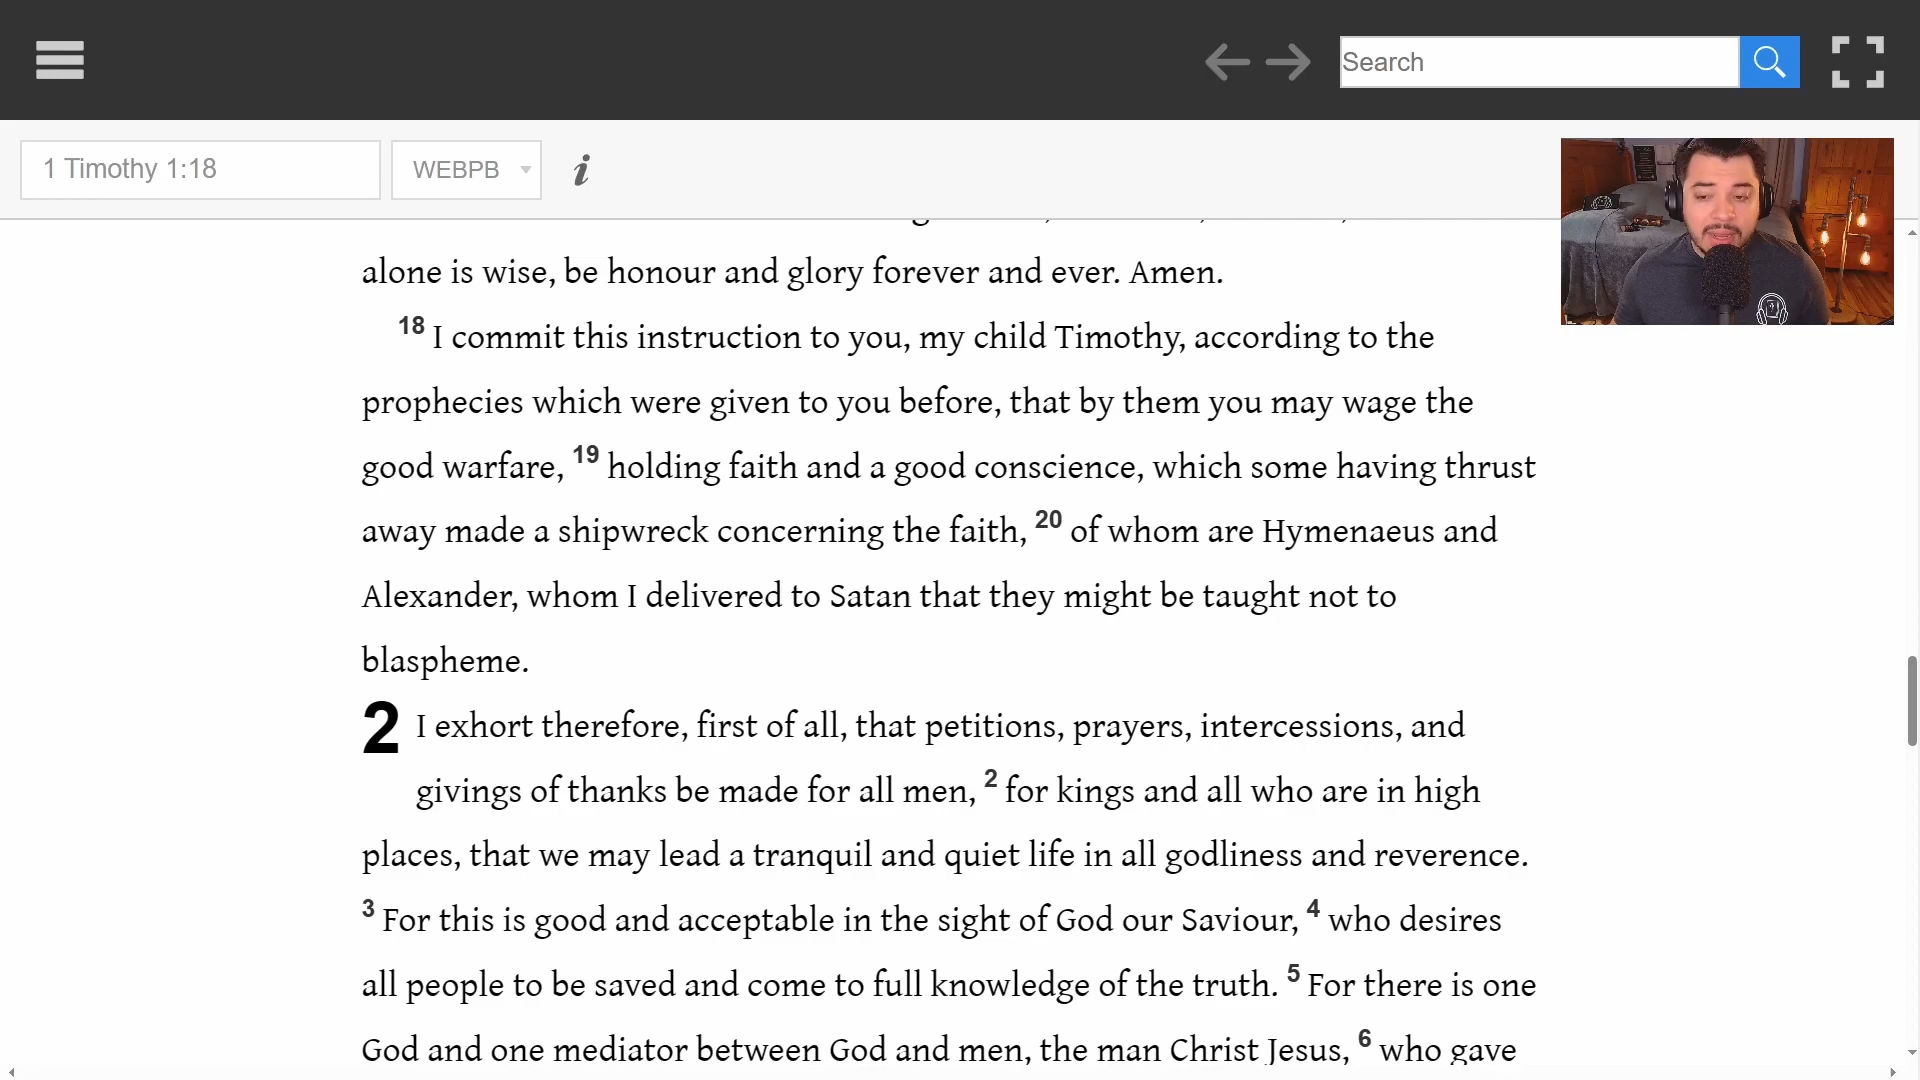 Search
1 Timothy 1:18
WEBPB
i
alone is wise, be honour and glory forever and ever. Amen.
18 I commit this instruction to you, my child Timothy, according to the
prophecies which were given to you before, that by them you may wage the
good warfare, 19 holding faith and a good conscience, which some having thrust
away made a shipwreck concerning the faith, 20 of whom are Hymenaeus and
Alexander, whom I delivered to Satan that they might be taught not to
blaspheme.
2 I exhort therefore, first of all, that petitions, prayers, intercessions, and
givings of thanks be made for all men, 2 for kings and all who are in high
places, that we may lead a tranquil and quiet life in all godliness and reverence.
3 For this is good and acceptable in the sight of God our Saviour, 4 who desires
all people to be saved and come to full knowledge of the truth. 5 For there is one
God and one mediator between God and men, the man Christ Jesus, 6 who gave